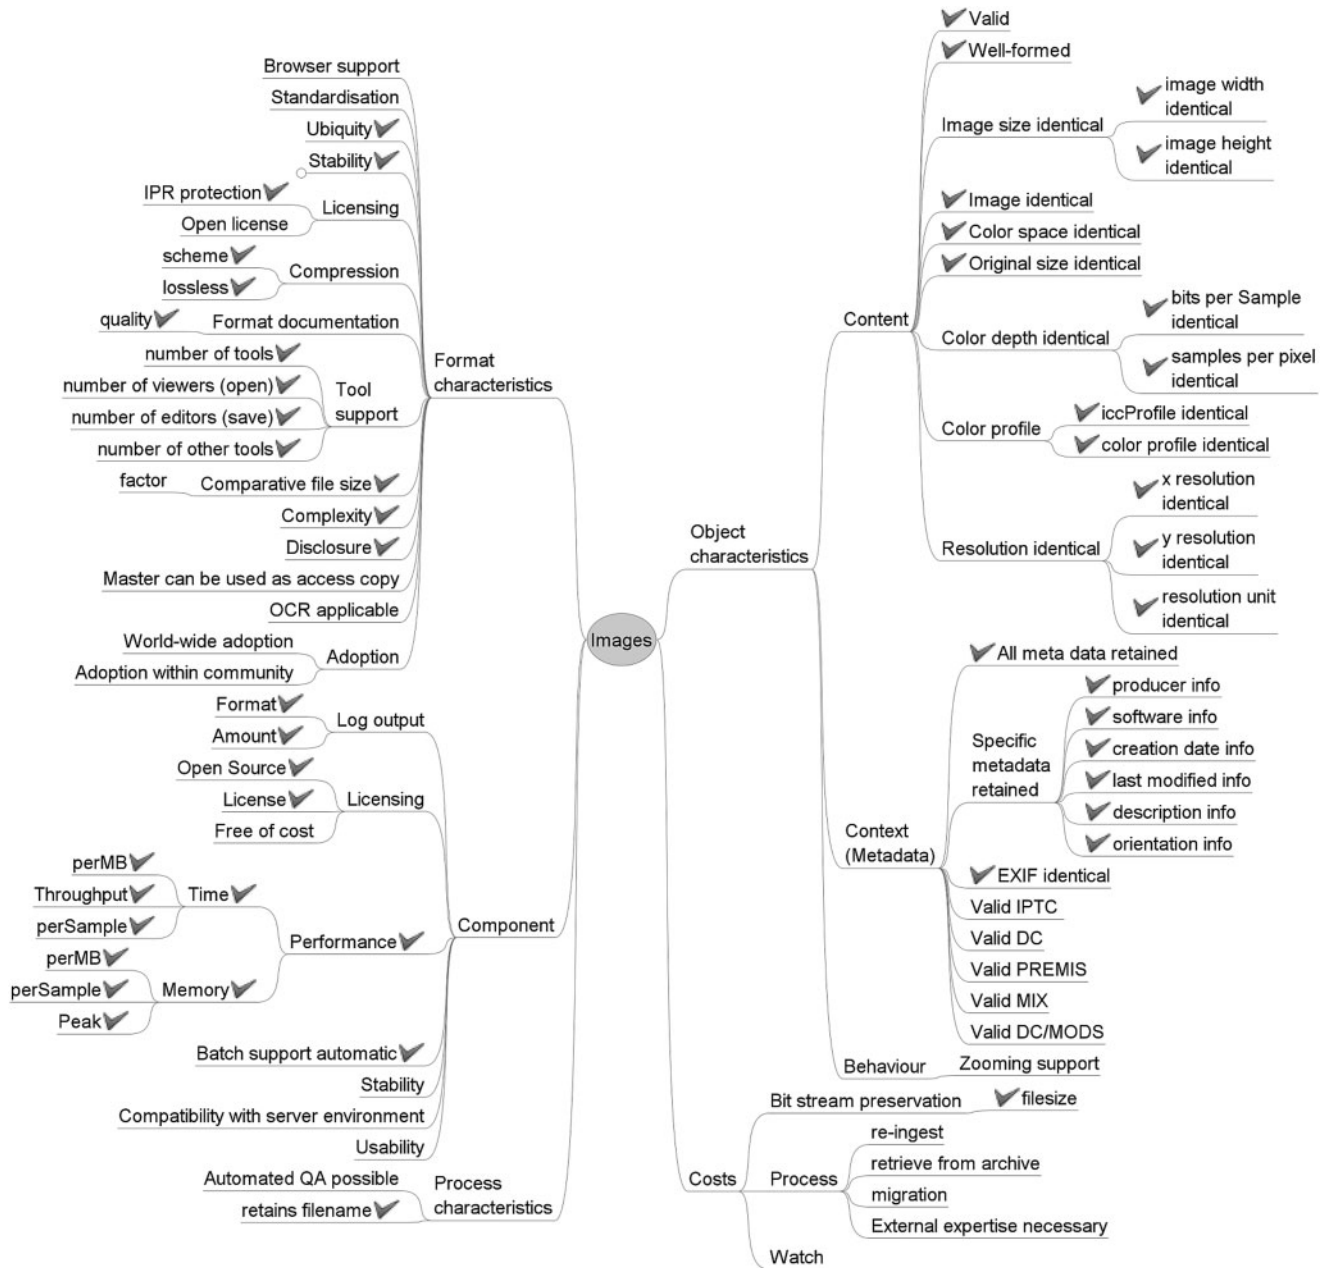 Images
Format
characteristics
Browser support
Standardisation
Ubiquity
Stability
Licensing
IPR protection
Open license
Compression
scheme
lossless
Format documentation
quality
Tool
support
number of tools
number of viewers (open)
number of editors (save)
number of other tools
Comparative file size
factor
Complexity
Disclosure
Master can be used as access copy
OCR applicable
Adoption
World-wide adoption
Adoption within community
Component
Log output
Format
Amount
Licensing
Open Source
License
Free of cost
Performance
Time
perMB
Throughput
perSample
Memory
perMB
perSample
Peak
Batch support automatic
Stability
Compatibility with server environment
Usability
Process
characteristics
Automated QA possible
retains filename
Object
characteristics
Content
Valid
Well-formed
Image size identical
image width
identical
image height
identical
Image identical
Color space identical
Original size identical
Color depth identical
bits per Sample
identical
samples per pixel
identical
Color profile
iccProfile identical
color profile identical
Resolution identical
x resolution
identical
y resolution
identical
resolution unit
identical
Context
(Metadata)
All meta data retained
Specific
metadata
retained
producer info
software info
creation date info
last modified info
description info
orientation info
EXIF identical
Valid IPTC
Valid DC
Valid PREMIS
Valid MIX
Valid DC/MODS
Behaviour
Zooming support
Costs
Bit stream preservation
filesize
Process
re-ingest
retrieve from archive
migration
External expertise necessary
Watch